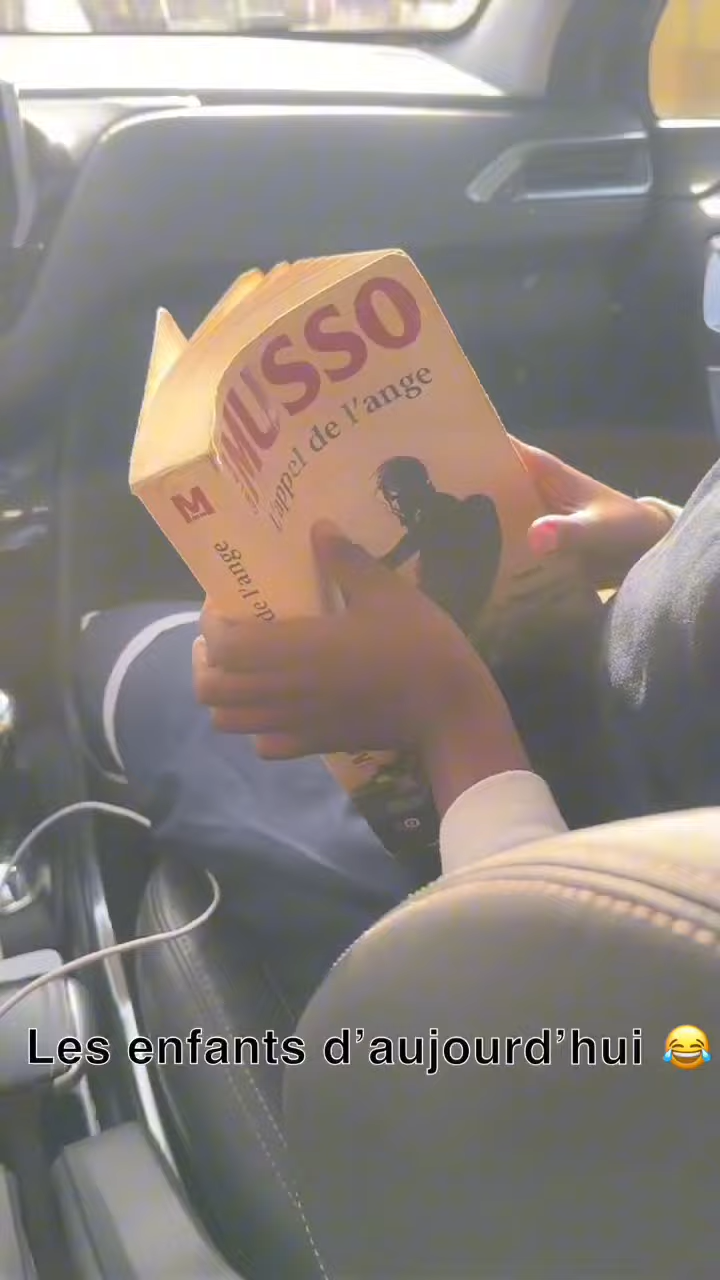 MUSSO
L'appel de l'ange
M
de l'ange
Les enfants d'aujourd'hui 😂